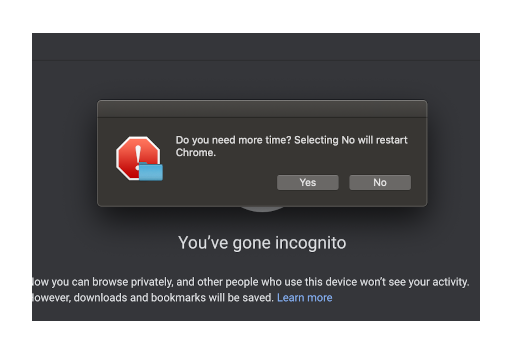 Do you need more time? Selecting No will restart
Chrome.
Yes
No
You've gone incognito
you can browse privately, and other people who use this device won't see your activity.
downloads and bookmarks will be saved. Learn more